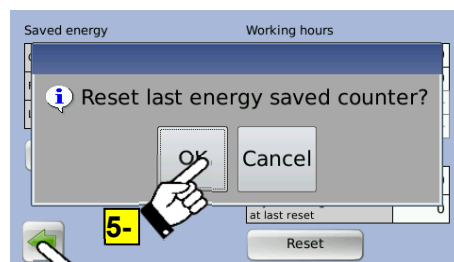 Saved energy Working hours
Reset last energy saved counter?
OK Cancel
5-
at last reset 0
Reset